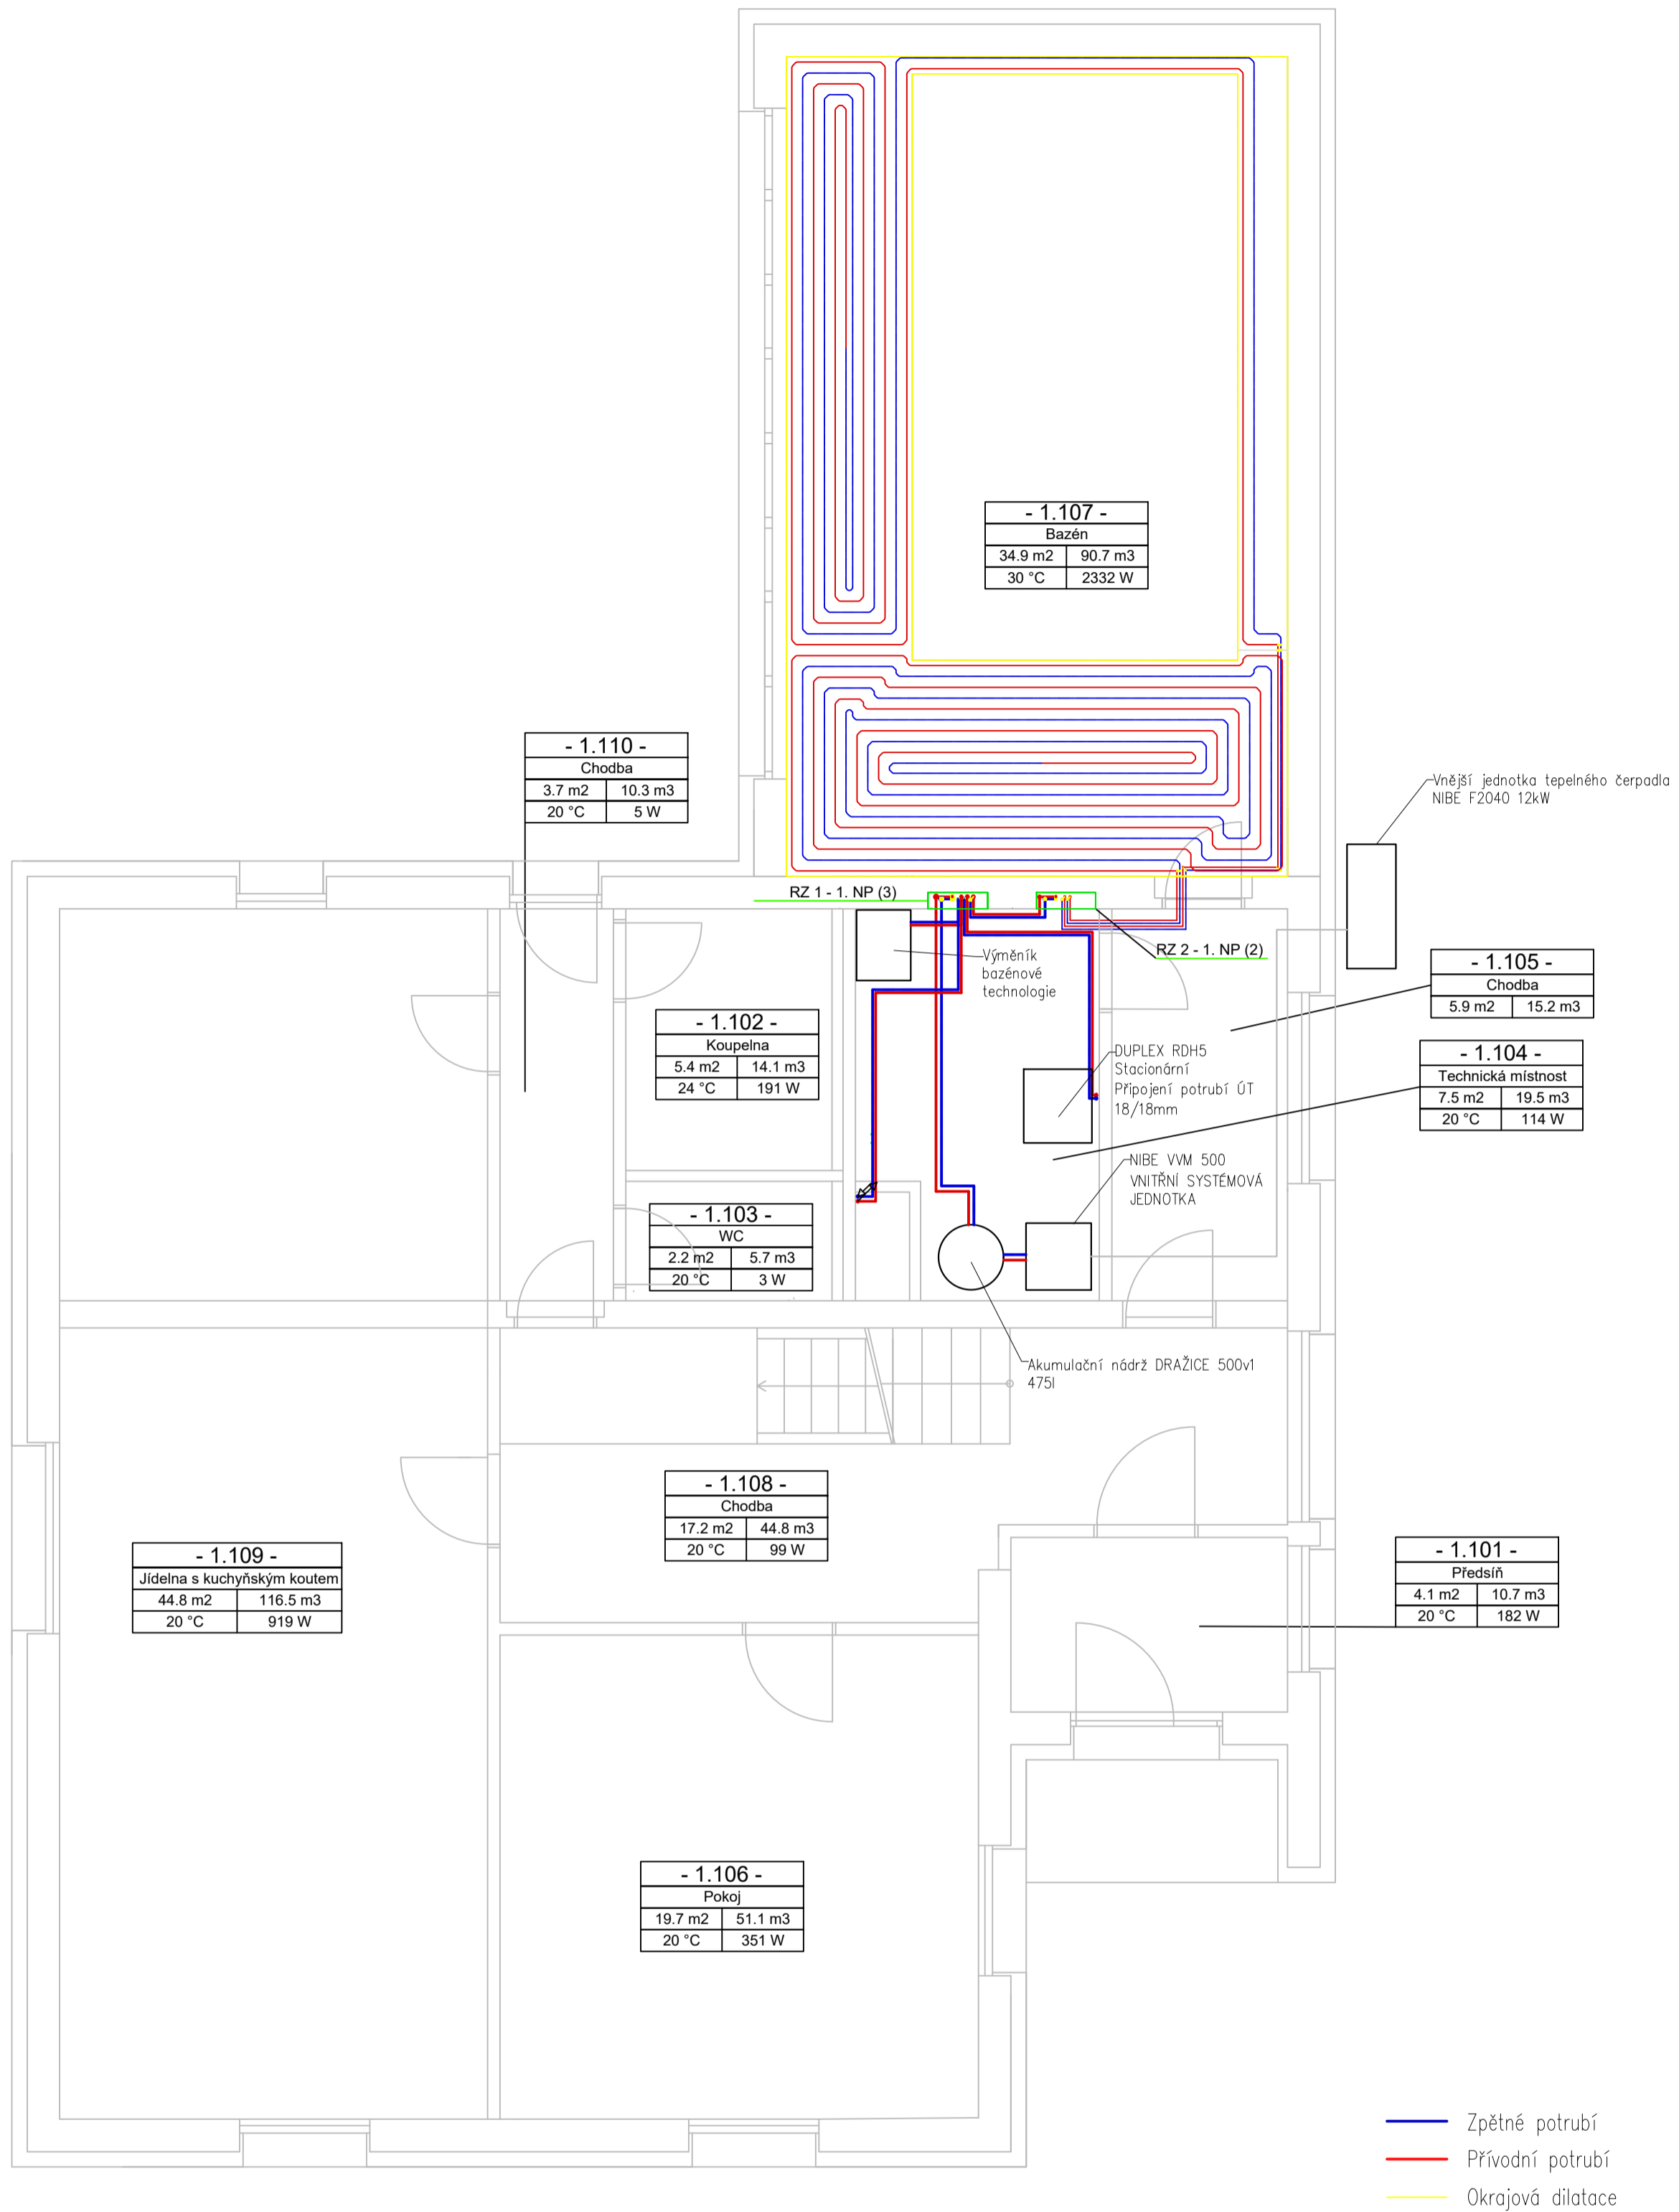 - 1.107 -
Bazén
34.9 m2 90.7 m3
30 °C 2332 W
- 1.110 -
Chodba
3.7 m2 10.3 m3
20 °C 5 W
Vnější jednotka tepelného čerpadla
NIBE F2040 12kW
RZ 1 - 1. NP (3)
RZ 2 - 1. NP (2)
Výměník
bazénové
technologie
- 1.105 -
Chodba
5.9 m2 15.2 m3
- 1.102 -
Koupelna
5.4 m2 14.1 m3
24 °C 191 W
DUPLEX RDH5
Stacionární
Připojení potrubí ÚT
18/18mm
- 1.104 -
Technická místnost
7.5 m2 19.5 m3
20 °C 114 W
NIBE VVM 500
VNITŘNÍ SYSTÉMOVÁ
JEDNOTKA
- 1.103 -
WC
2.2 m2 5.7 m3
20 °C 3 W
Akumulační nádrž DRAŽICE 500v1
475l
- 1.108 -
Chodba
17.2 m2 44.8 m3
20 °C 99 W
- 1.109 -
Jídelna s kuchyňským koutem
44.8 m2 116.5 m3
20 °C 919 W
- 1.101 -
Předsíň
4.1 m2 10.7 m3
20 °C 182 W
- 1.106 -
Pokoj
19.7 m2 51.1 m3
20 °C 351 W
Zpětné potrubí
Přívodní potrubí
Okrajová dilatace